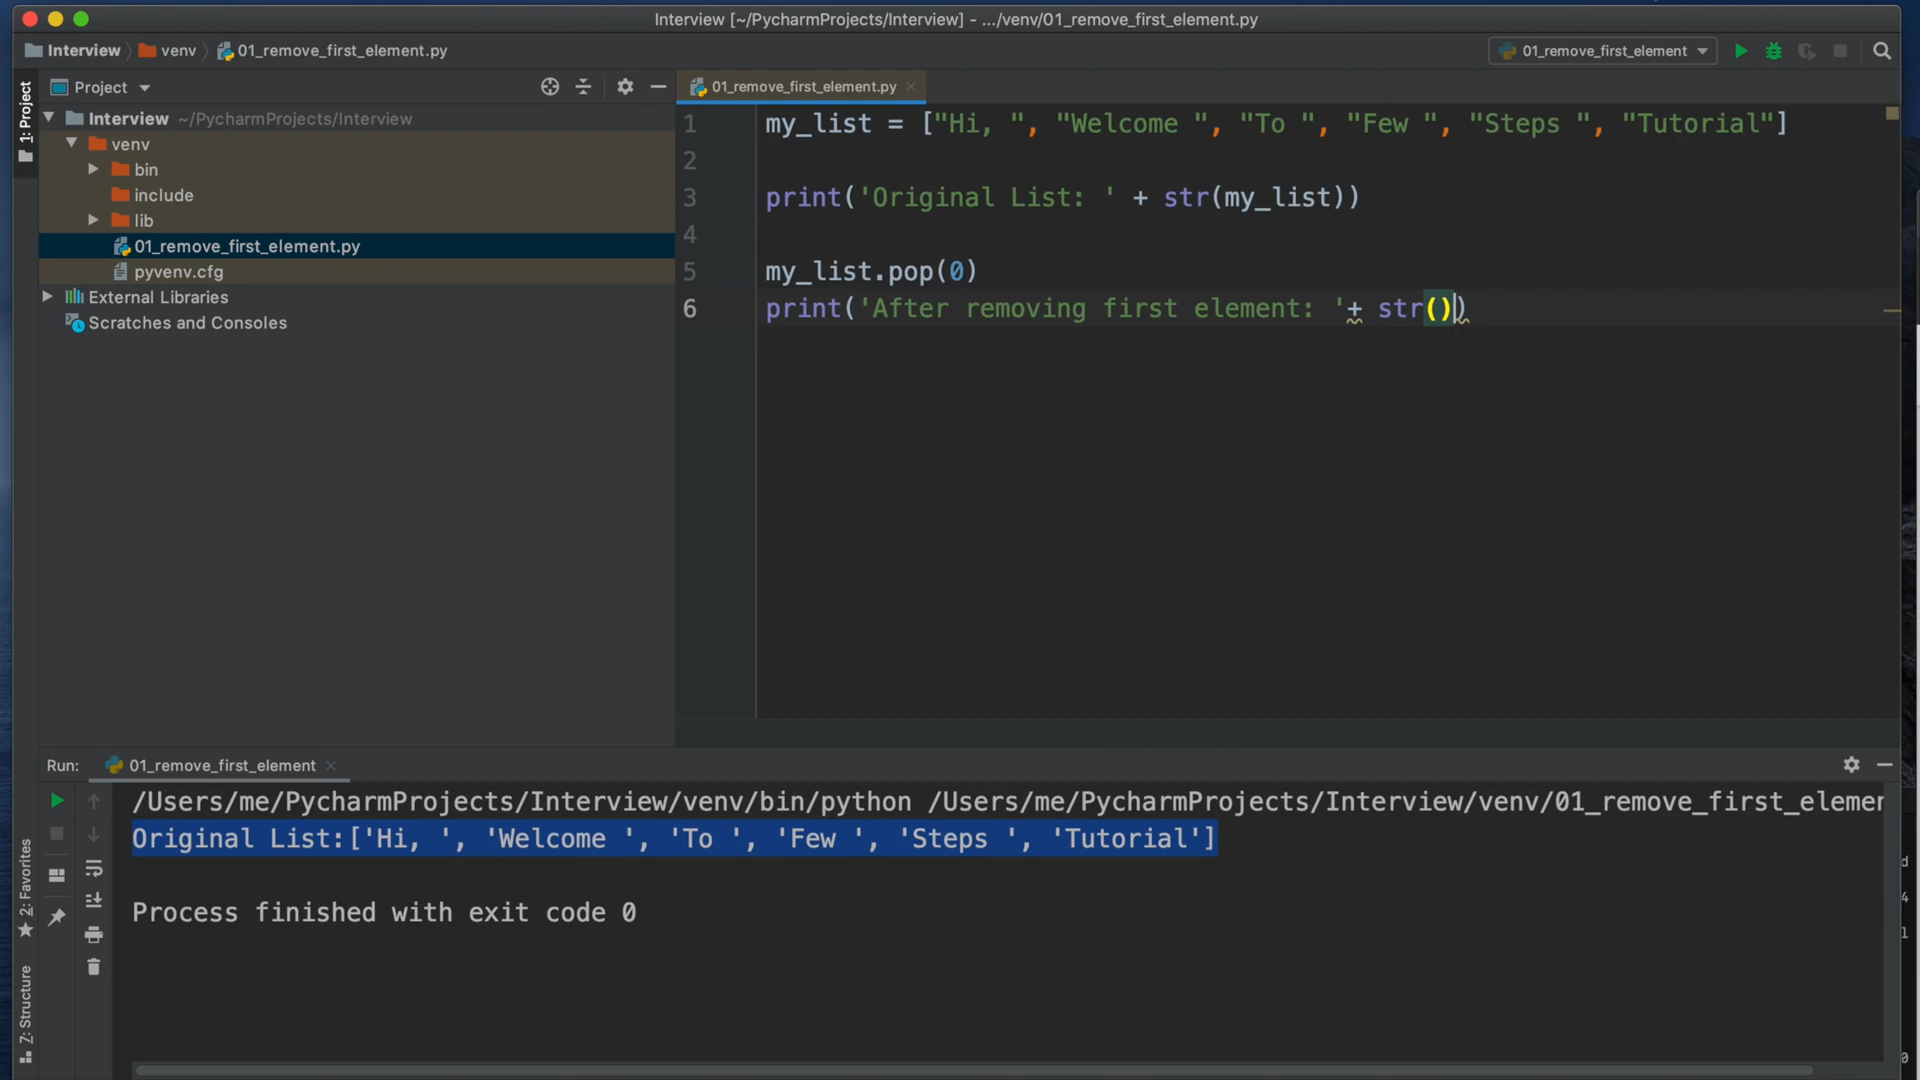 Interview [~/PycharmProjects/Interview] - .../venv/01_remove_first_element.py
Interview venv 01_remove_first_element.py
01_remove_first_element
1: Project
Project
01_remove_first_element.py
Interview ~/PycharmProjects/Interview
venv
bin
include
lib
01_remove_first_element.py
pyvenv.cfg
External Libraries
Scratches and Consoles
1 my_list = ["Hi, ", "Welcome ", "To ", "Few ", "Steps ", "Tutorial"]
2
3 print('Original List: ' + str(my_list))
4
5 my_list.pop(0)
6 print('After removing first element: '+ str())
Run: 01_remove_first_element
/Users/me/PycharmProjects/Interview/venv/bin/python /Users/me/PycharmProjects/Interview/venv/01_remove_first_elemen
Original List:['Hi, ', 'Welcome ', 'To ', 'Few ', 'Steps ', 'Tutorial']
Process finished with exit code 0
2: Favorites
Z: Structure